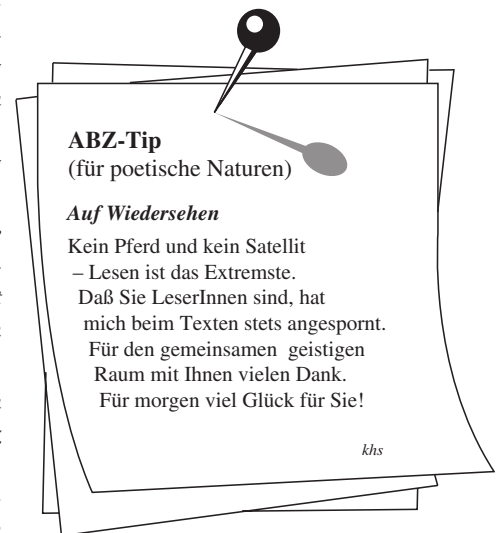 ABZ-Tip
(für poetische Naturen)
Auf Wiedersehen
Kein Pferd und kein Satellit
– Lesen ist das Extremste.
Daß Sie LeserInnen sind, hat
mich beim Texten stets angespornt.
Für den gemeinsamen geistigen
Raum mit Ihnen vielen Dank.
Für morgen viel Glück für Sie!
khs